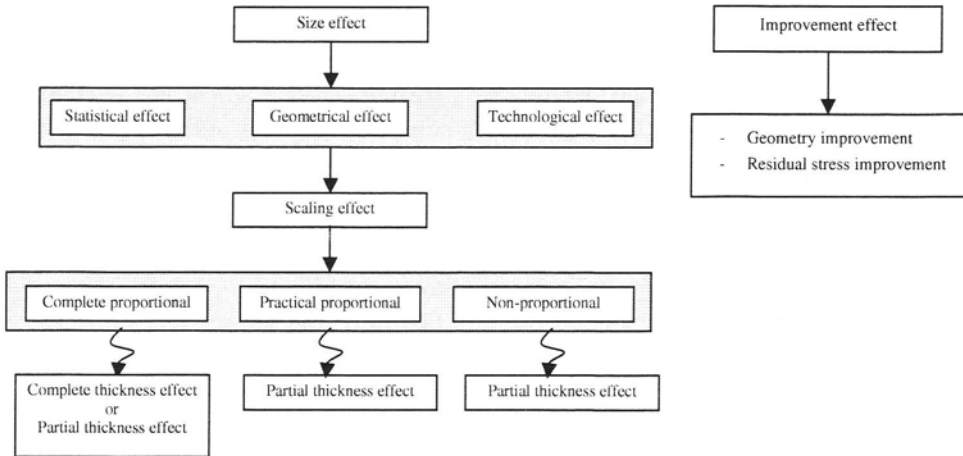 Size effect
Statistical effect
Geometrical effect
Technological effect
Scaling effect
Complete proportional
Practical proportional
Non-proportional
Complete thickness effect
or
Partial thickness effect
Partial thickness effect
Partial thickness effect
Improvement effect
- Geometry improvement
- Residual stress improvement